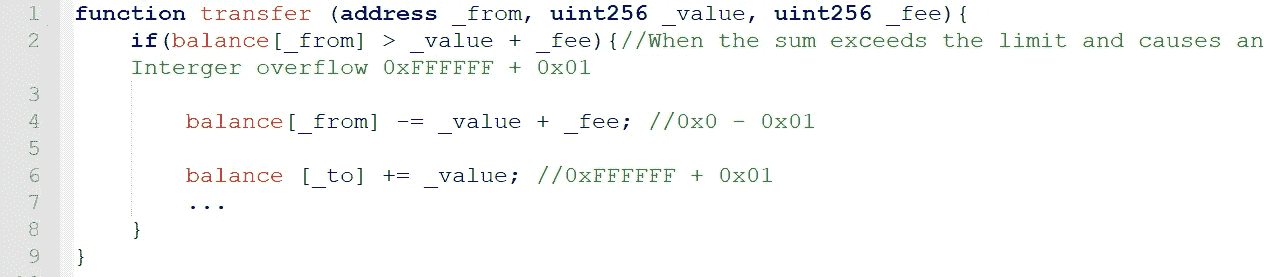 1 function transfer (address _from, uint256 _value, uint256 _fee){
2 if(balance[_from] > _value + _fee){//When the sum exceeds the limit and causes an
Interger overflow 0xFFFFFF + 0x01
3
4 balance[_from] -= _value + _fee; //0x0 - 0x01
5
6 balance [_to] += _value; //0xFFFFFF + 0x01
7 ...
8 }
9 }